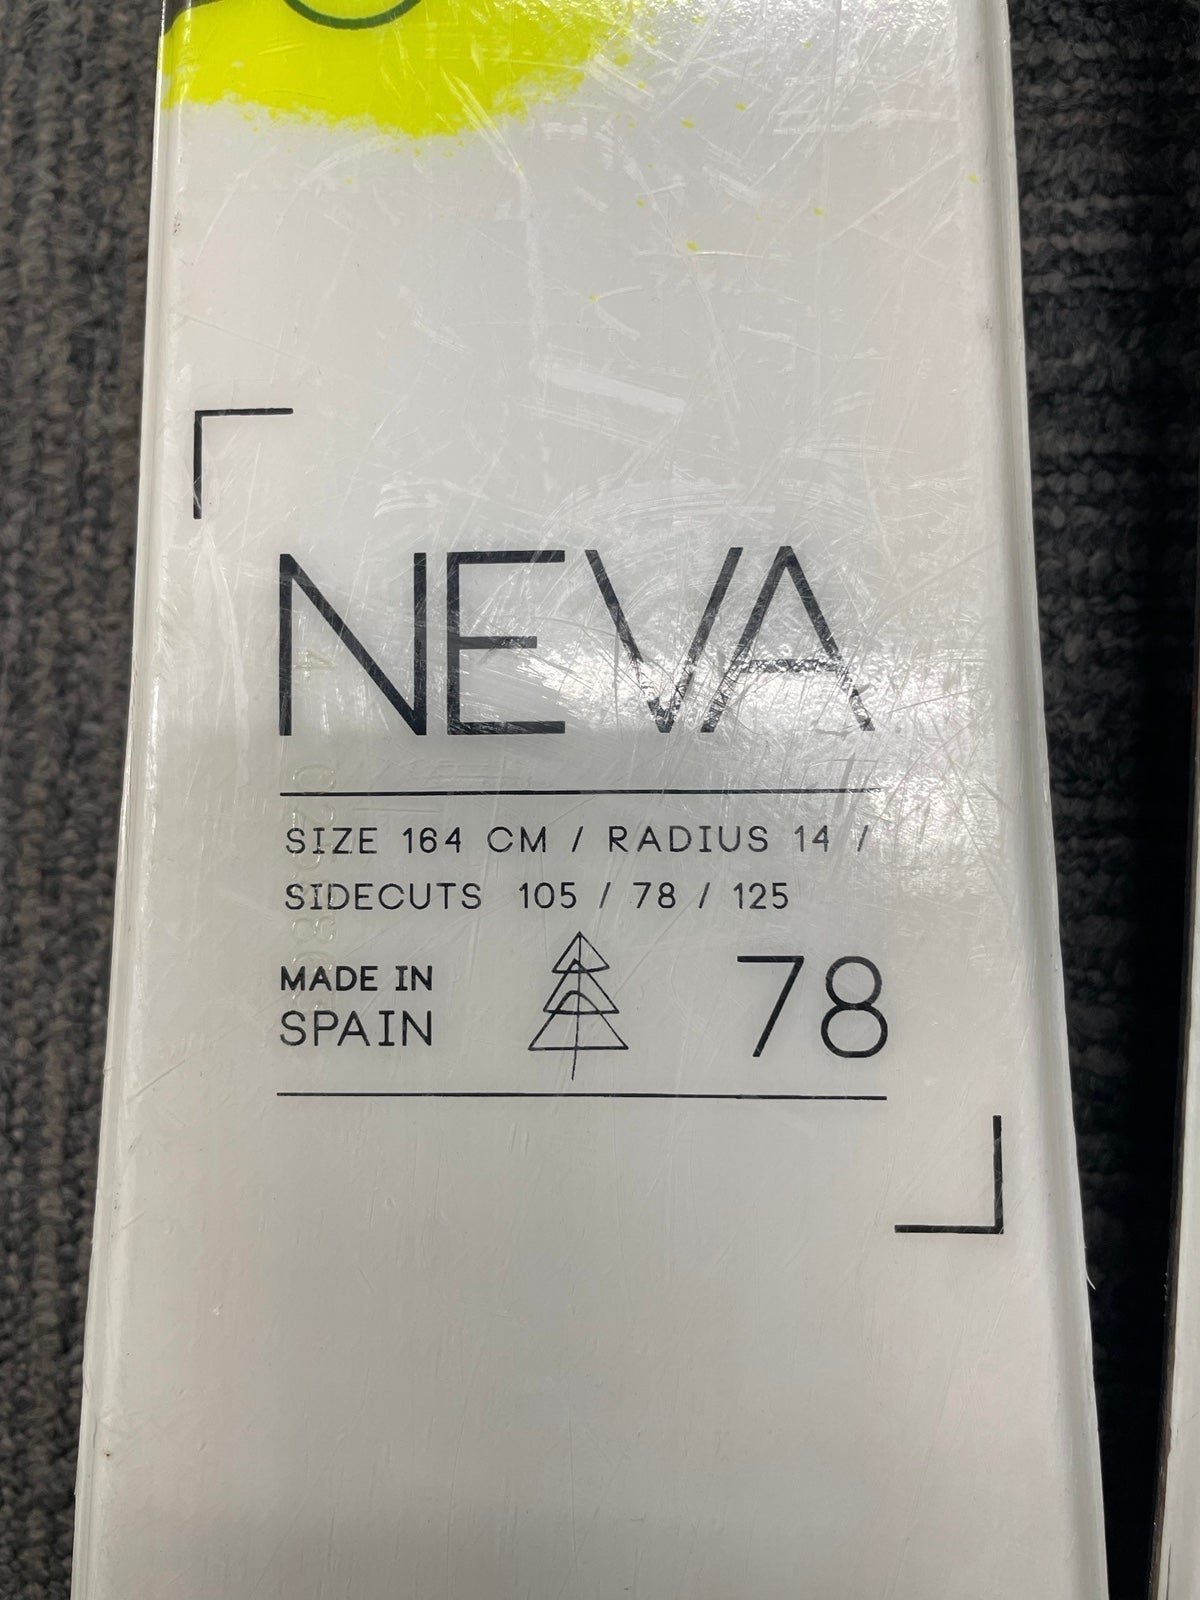 NEVA
SIZE 164 CM / RADIUS 14 /
SIDECUTS 105 / 78 / 125
MADE IN
SPAIN
78